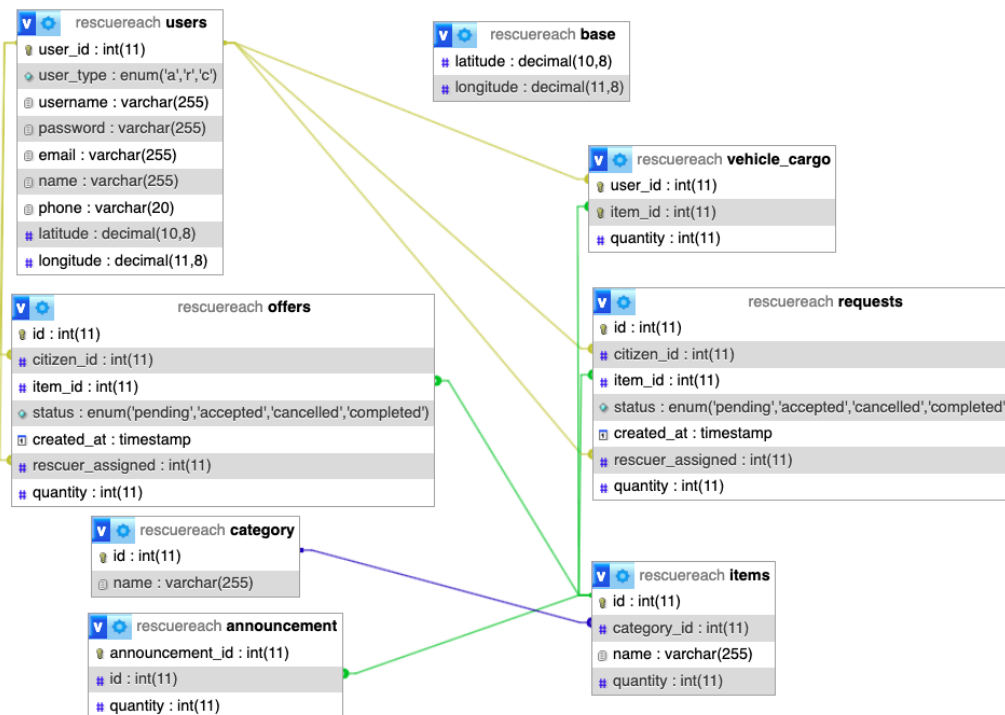 rescuereach users
user_id : int(11)
user_type : enum('a','r','c')
username : varchar(255)
password : varchar(255)
email : varchar(255)
name : varchar(255)
phone : varchar(20)
latitude : decimal(10,8)
longitude : decimal(11,8)
rescuereach base
latitude : decimal(10,8)
longitude : decimal(11,8)
rescuereach vehicle_cargo
user_id : int(11)
item_id : int(11)
quantity : int(11)
rescuereach offers
id : int(11)
citizen_id : int(11)
item_id : int(11)
status : enum('pending','accepted','cancelled','completed')
created_at : timestamp
rescuer_assigned : int(11)
quantity : int(11)
rescuereach requests
id : int(11)
citizen_id : int(11)
item_id : int(11)
status : enum('pending','accepted','cancelled','completed'
created_at : timestamp
rescuer_assigned : int(11)
quantity : int(11)
rescuereach category
id : int(11)
name : varchar(255)
rescuereach items
id : int(11)
category_id : int(11)
name : varchar(255)
quantity : int(11)
rescuereach announcement
announcement_id : int(11)
id : int(11)
quantity : int(11)